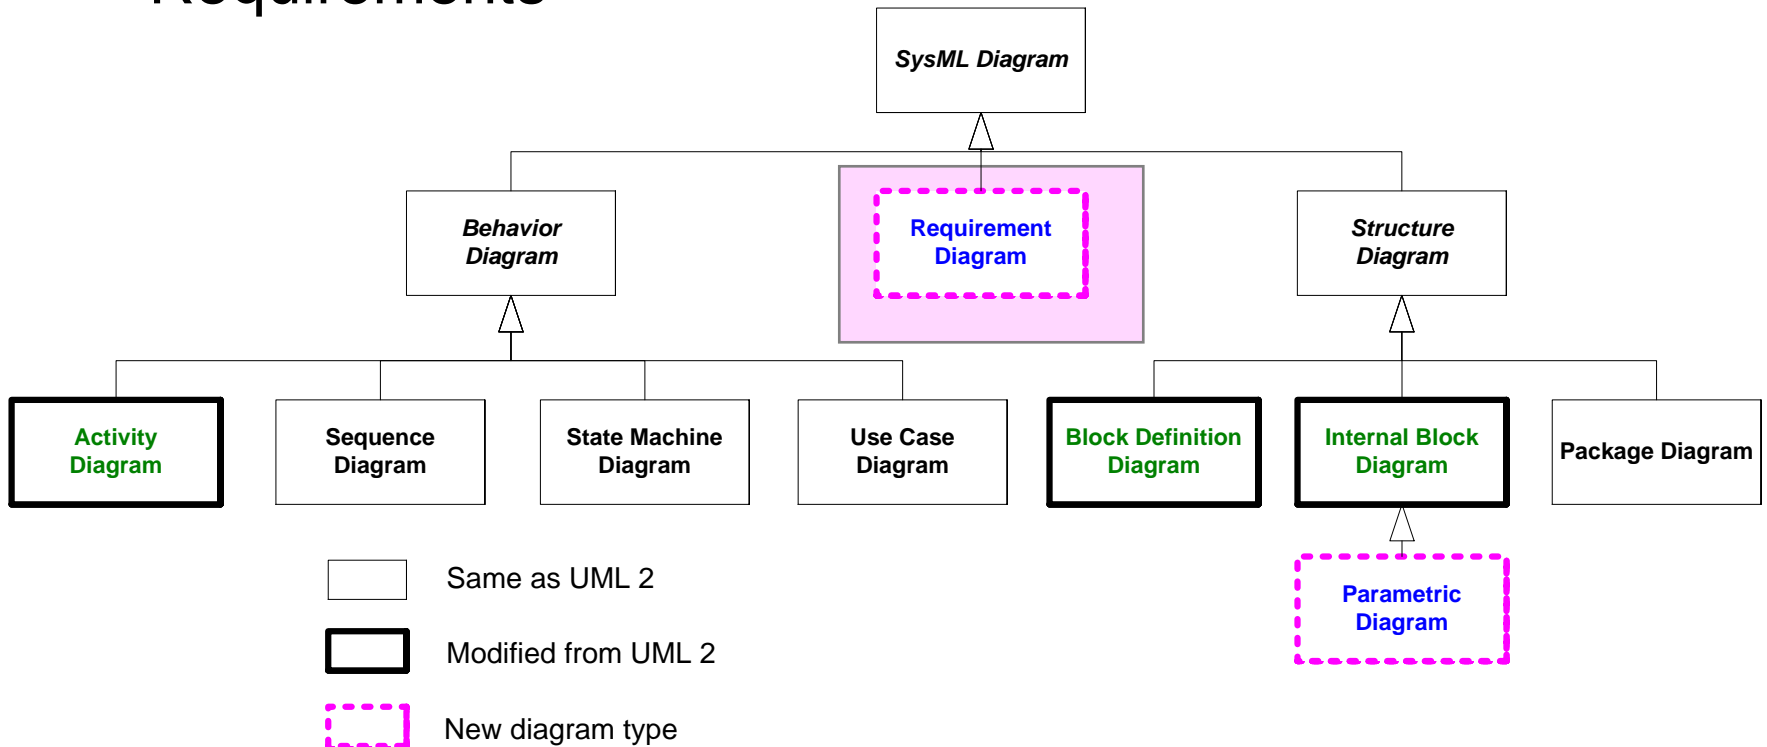 Requirements
SysML Diagram
Behavior
Diagram
Requirement
Diagram
Structure
Diagram
Activity
Diagram
Sequence
Diagram
State Machine
Diagram
Use Case
Diagram
Block Definition
Diagram
Internal Block
Diagram
Package Diagram
Parametric
Diagram
Same as UML 2
Modified from UML 2
New diagram type